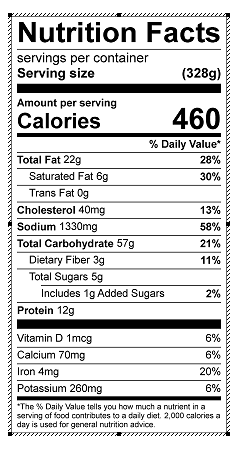 Nutrition Facts
servings per container
Serving size (328g)
Amount per serving
Calories 460
% Daily Value*
Total Fat 22g 28%
Saturated Fat 6g 30%
Trans Fat 0g
Cholesterol 40mg 13%
Sodium 1330mg 58%
Total Carbohydrate 57g 21%
Dietary Fiber 3g 11%
Total Sugars 5g
Includes 1g Added Sugars 2%
Protein 12g
Vitamin D 1mcg 6%
Calcium 70mg 6%
Iron 4mg 20%
Potassium 260mg 6%
*The % Daily Value tells you how much a nutrient in a
serving of food contributes to a daily diet. 2,000 calories a
day is used for general nutrition advice.